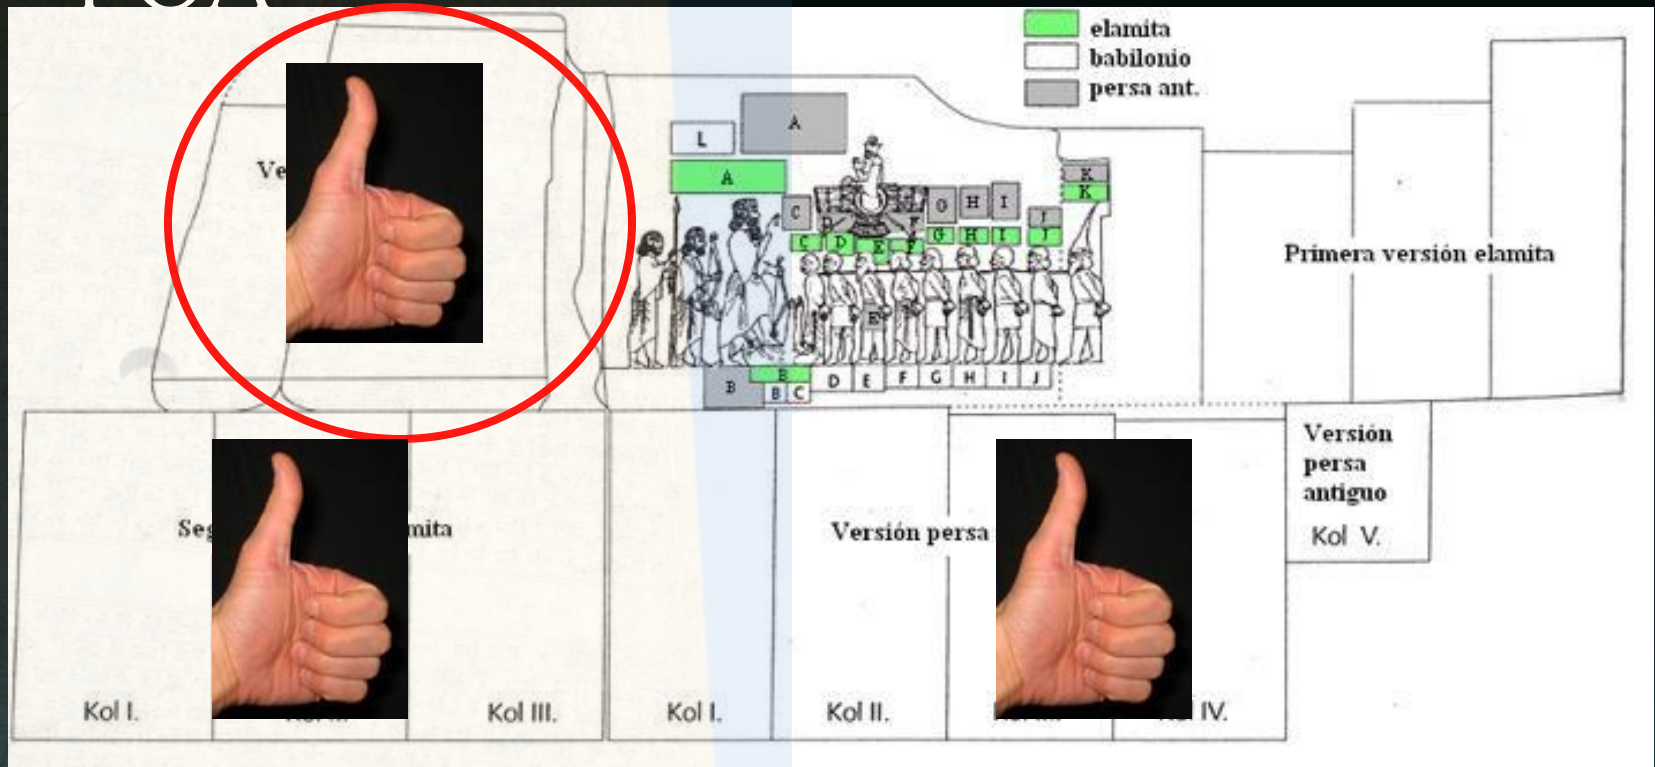 elamita
babilonio
persa ant.
A
L
A
K
K
C
G
H
I
J
C
D
E
F
G
H
I
J
E
B
B
B
C
D
E
F
G
H
I
J
Primera versión elamita
Versión
persa
antiguo
Kol V.
mita
Versión persa
Kol I.
Kol III.
Kol I.
Kol II.
IV.